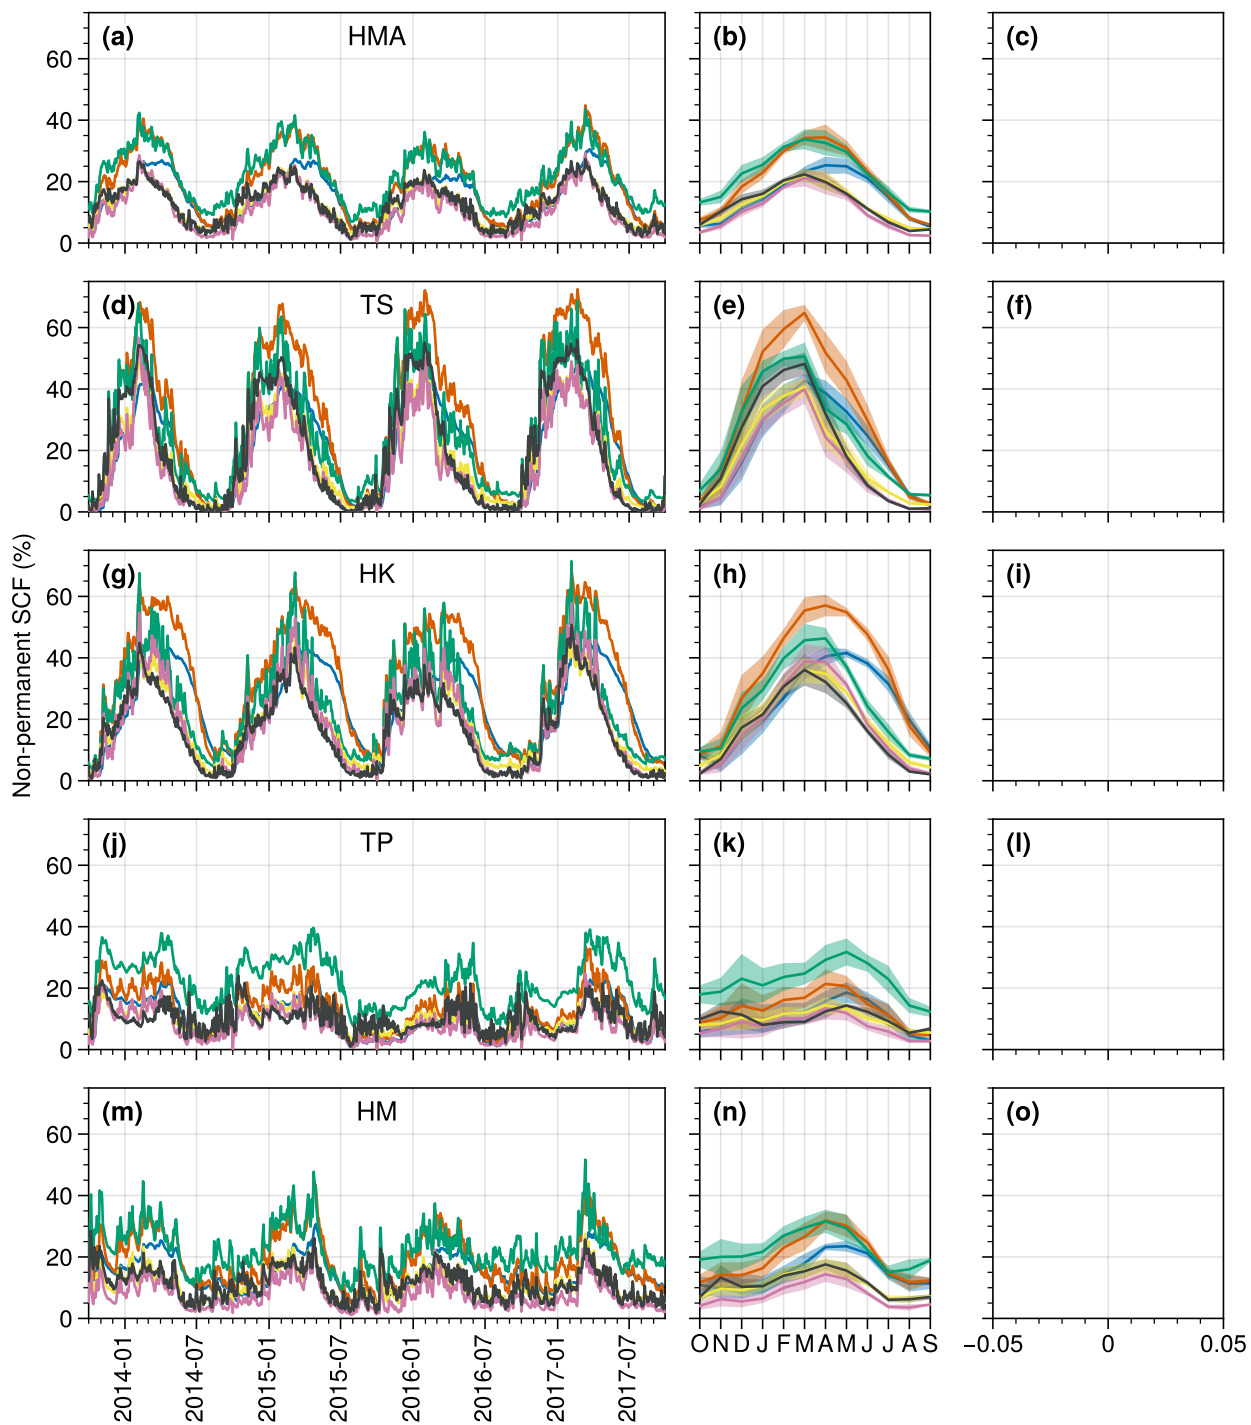 (a) HMA (b) (c)
60
40
20
0
(d) TS (e) (f)
60
40
20
0
Non-permanent SCF (%)
(g) HK (h) (i)
60
40
20
0
(j) TP (k) (l)
60
40
20
0
(m) HM (n) (o)
60
40
20
0
2014-01 2014-07 2015-01 2015-07 2016-01 2016-07 2017-01 2017-07
O N D J F M A M J J A S
−0.05 0 0.05